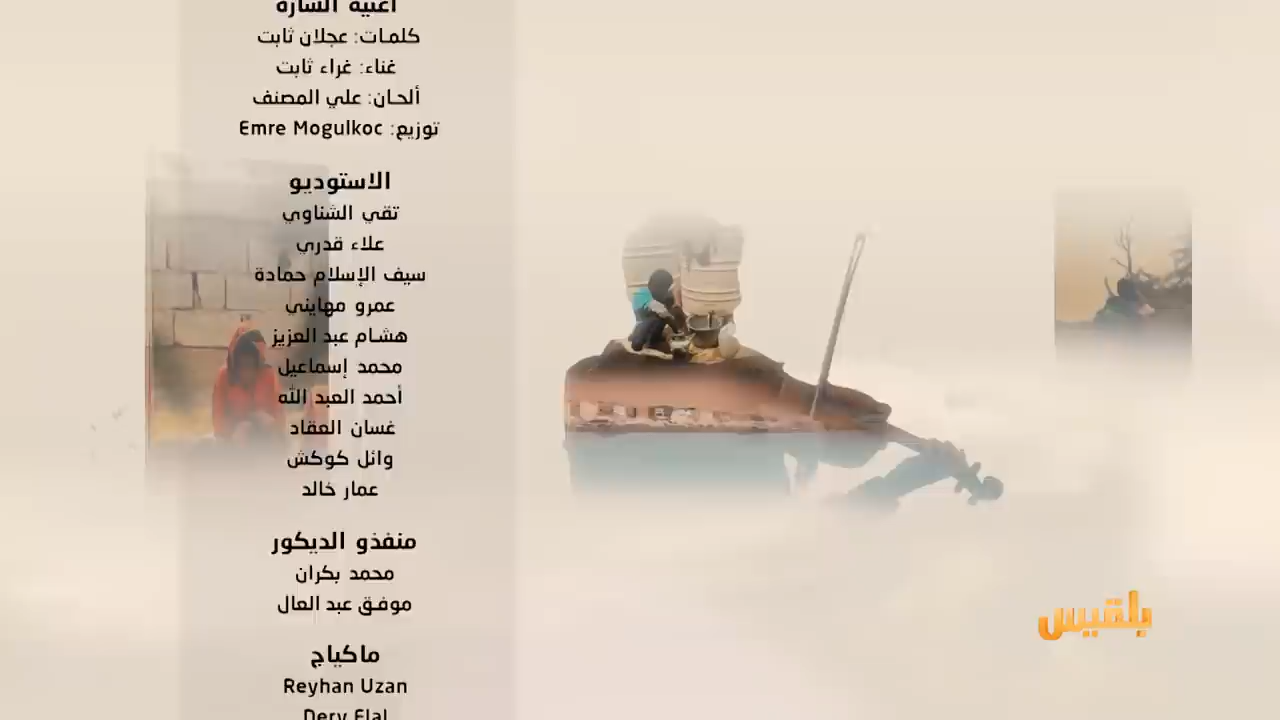 أغنية الشارة
كلمات: عجلان ثابت
غناء: غراء ثابت
ألحان: علي المصنف
توزيع: Emre Mogulkoc
الاستوديو
تقي الشناوي
علاء قدري
سيف الإسلام حمادة
عمرو مهايني
هشام عبد العزيز
محمد إسماعيل
أحمد العبد الله
غسان العقاد
وائل كوكش
عمار خالد
منفذو الديكور
محمد بكران
موفق عبد العال
ماكياج
Reyhan Uzan
بلقيس